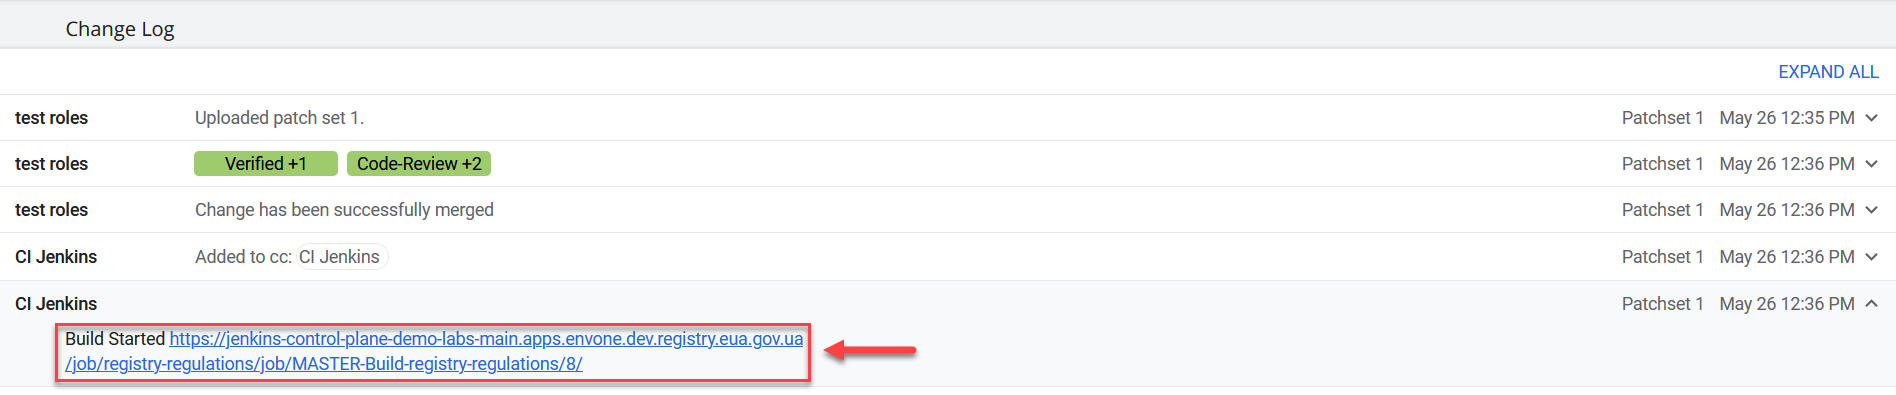 Change Log
EXPAND ALL
test roles Uploaded patch set 1. Patchset 1 May 26 12:35 PM
test roles Verified +1 Code-Review +2 Patchset 1 May 26 12:36 PM
test roles Change has been successfully merged Patchset 1 May 26 12:36 PM
CI Jenkins Added to cc: CI Jenkins Patchset 1 May 26 12:36 PM
CI Jenkins Patchset 1 May 26 12:36 PM
Build Started https://jenkins-control-plane-demo-labs-main.apps.envone.dev.registry.eua.gov.ua
/job/registry-regulations/job/MASTER-Build-registry-regulations/8/